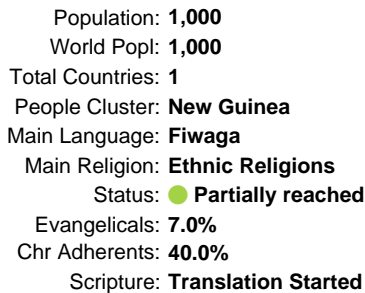 Population: 1,000
World Popl: 1,000
Total Countries: 1
People Cluster: New Guinea
Main Language: Fiwaga
Main Religion: Ethnic Religions
Status: Partially reached
Evangelicals: 7.0%
Chr Adherents: 40.0%
Scripture: Translation Started